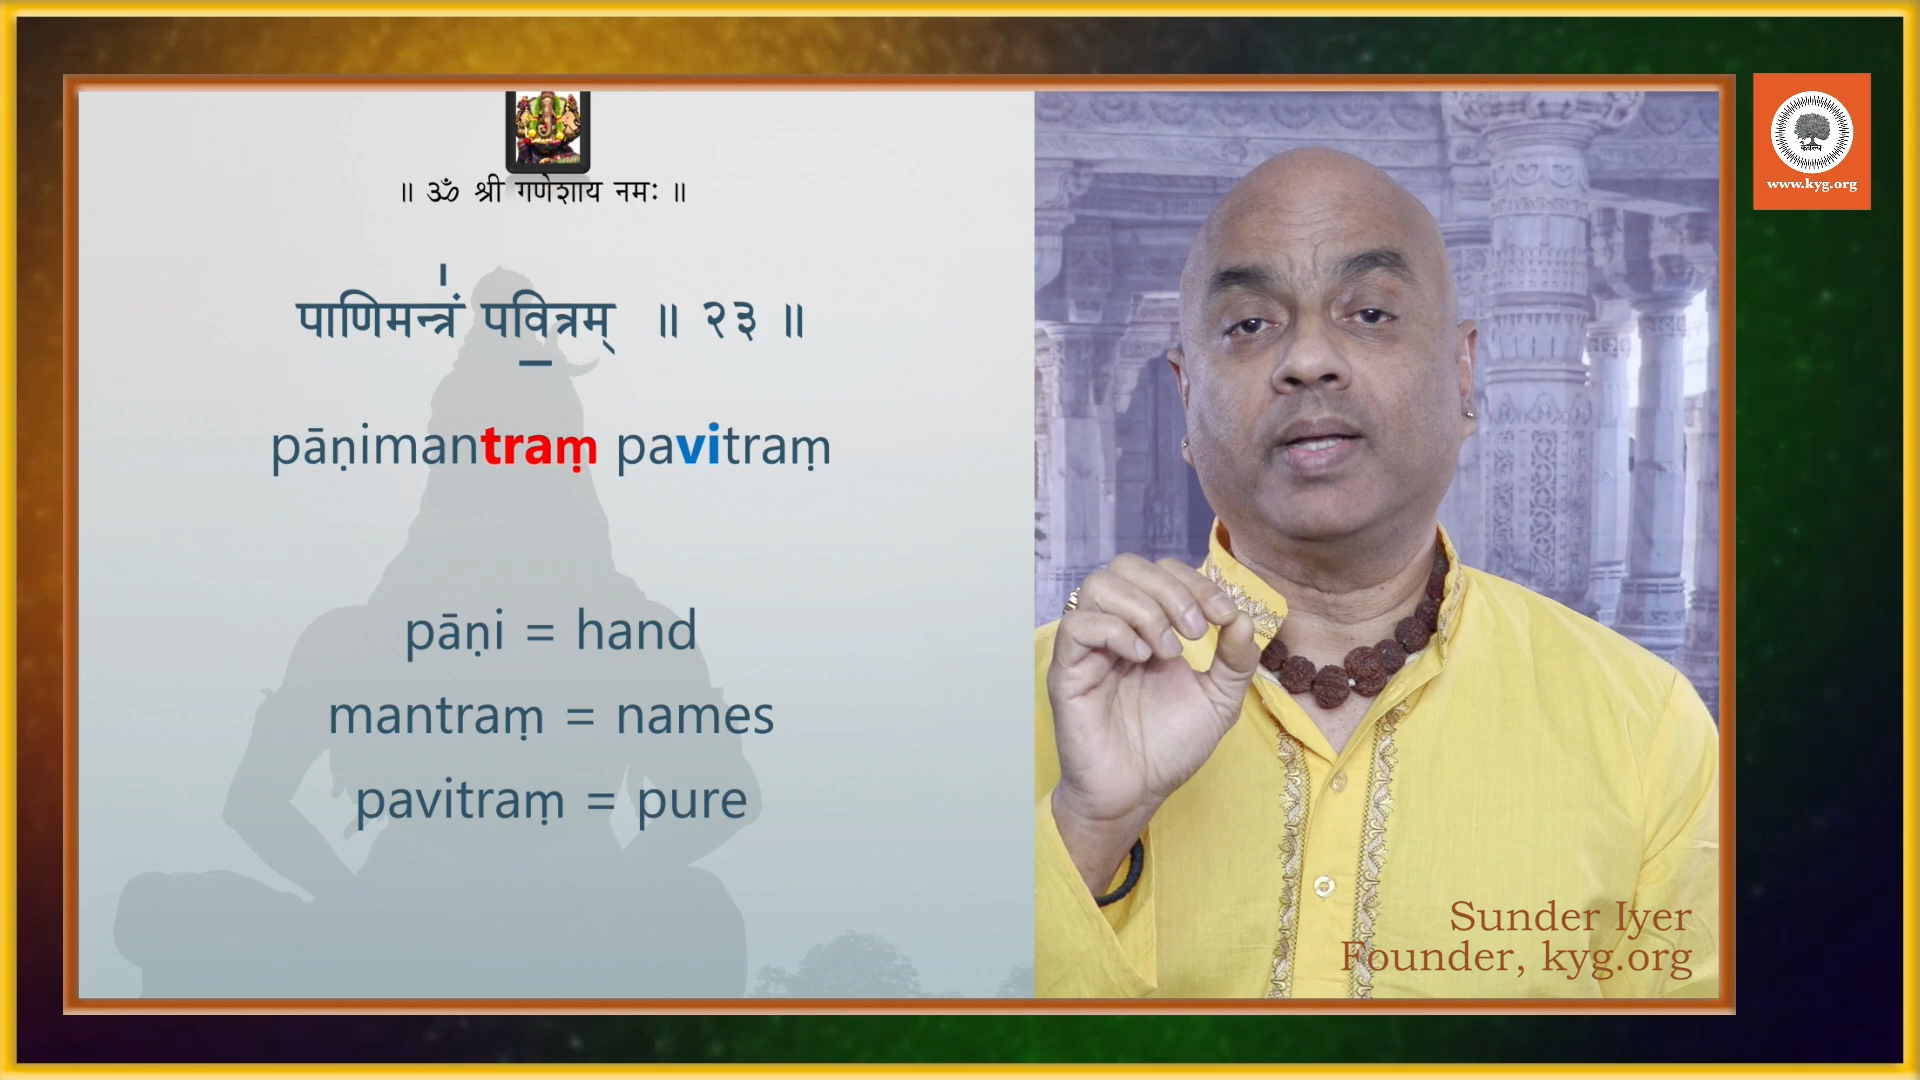 ॥ ॐ श्री गणेशाय नमः ॥
पाणिमन्त्रं॑ पवि॒त्रम् ॥ २३ ॥
pāṇimantraṃ pavitraṃ
pāṇi = hand
mantraṃ = names
pavitraṃ = pure
कैवल्य
www.kyg.org
Sunder Iyer
Founder, kyg.org